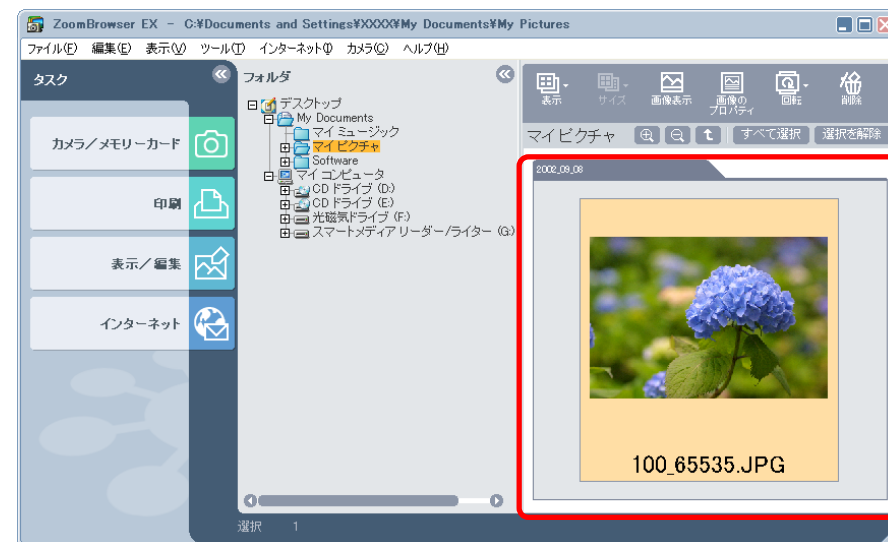 ZoomBrowser EX - C:¥Documents and Settings¥XXXX¥My Documents¥My Pictures
ファイル(F) 編集(E) 表示(V) ツール(T) インターネット(I) カメラ(C) ヘルプ(H)
タスク
カメラ/メモリーカード
印刷
表示/編集
インターネット
フォルダ
デスクトップ
My Documents
マイ ミュージック
マイ ピクチャ
Software
マイ コンピュータ
CD ドライブ (D:)
CD ドライブ (E:)
光磁気ドライブ (F:)
スマートメディア リーダー/ライター (G:)
表示
サイズ
画像表示
画像の
プロパティ
回転
削除
マイ ピクチャ すべて選択 選択を解除
2002_09_08
100_65535.JPG
選択 1